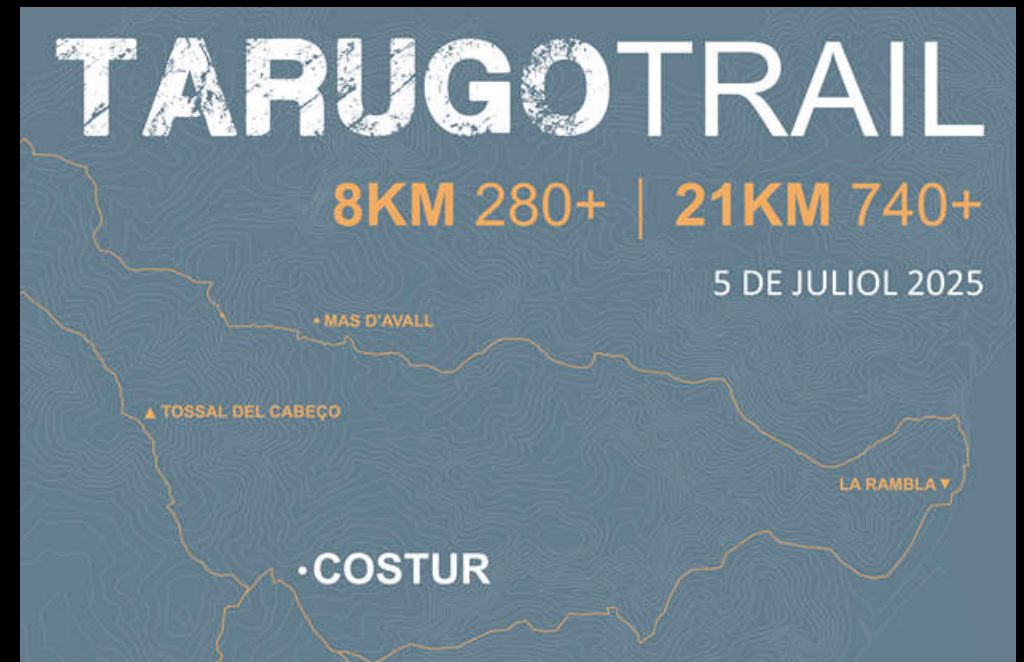 TARUGOTRAIL
8KM 280+ | 21KM 740+
5 DE JULIOL 2025
• MAS D'AVALL
▲ TOSSAL DEL CABEÇO
LA RAMBLA ▼
• COSTUR